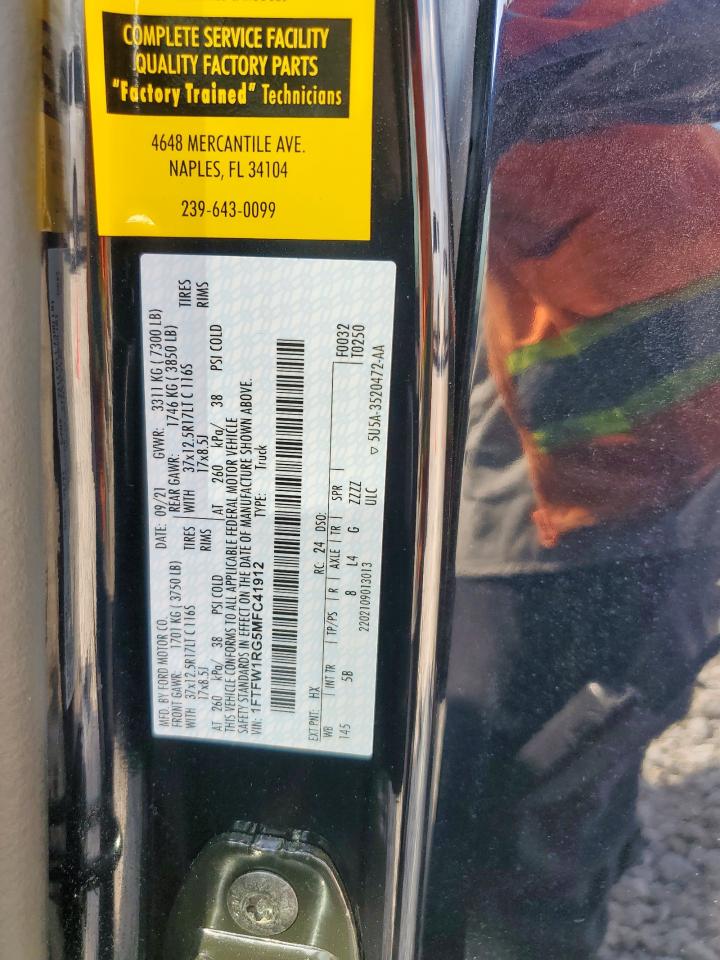 COMPLETE SERVICE FACILITY
QUALITY FACTORY PARTS
"Factory Trained" Technicians
4648 MERCANTILE AVE.
NAPLES, FL 34104
239-643-0099
MFD. BY FORD MOTOR CO.
DATE: 09/21 GVWR: 3311 KG ( 7300 LB)
FRONT GAWR: 1701 KG ( 3750 LB) REAR GAWR: 1746 KG ( 3850 LB)
WITH 37x12.5R17LT C 116S TIRES WITH 37x12.5R17LT C 116S TIRES
17x8.5J RIMS 17x8.5J RIMS
AT 260 kPa/ 38 PSI COLD AT 260 kPa/ 38 PSI COLD
THIS VEHICLE CONFORMS TO ALL APPLICABLE FEDERAL MOTOR VEHICLE
SAFETY STANDARDS IN EFFECT ON THE DATE OF MANUFACTURE SHOWN ABOVE.
VIN: 1FTFW1RG5MFC41912 TYPE: Truck
F0032
EXT PNT: HX RC: 24 DSO: T0250
WB INT TR TP/PS R AXLE TR SPR
145 5B 8 L4 G ZZZZ
2202109013013 ULC
▽ 5U5A-3520472-AA